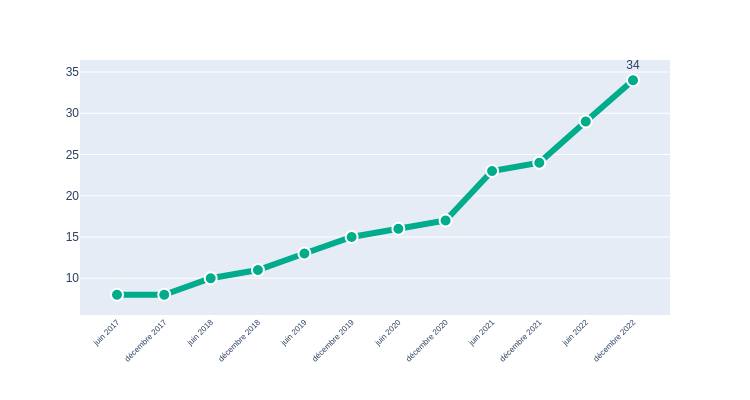 34
35
30
25
20
15
10
juin 2017
décembre 2017
juin 2018
décembre 2018
juin 2019
décembre 2019
juin 2020
décembre 2020
juin 2021
décembre 2021
juin 2022
décembre 2022